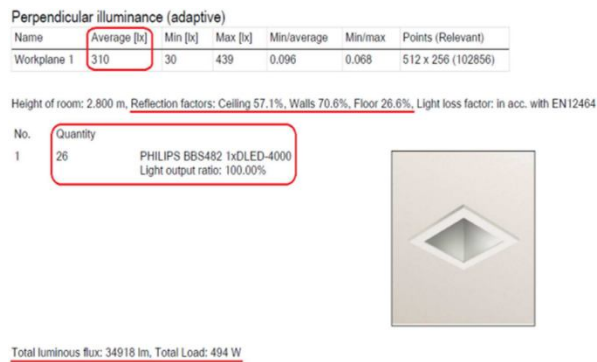 Perpendicular illuminance (adaptive)
Name Average [lx] Min [lx] Max [lx] Min/average Min/max Points (Relevant)
Workplane 1 310 30 439 0.096 0.068 512 x 256 (102856)
Height of room: 2.800 m, Reflection factors: Ceiling 57.1%, Walls 70.6%, Floor 26.6%, Light loss factor: in acc. with EN12464
No. Quantity
1 26 PHILIPS BBS482 1xDLED-4000
Light output ratio: 100.00%
Total luminous flux: 34918 lm, Total Load: 494 W